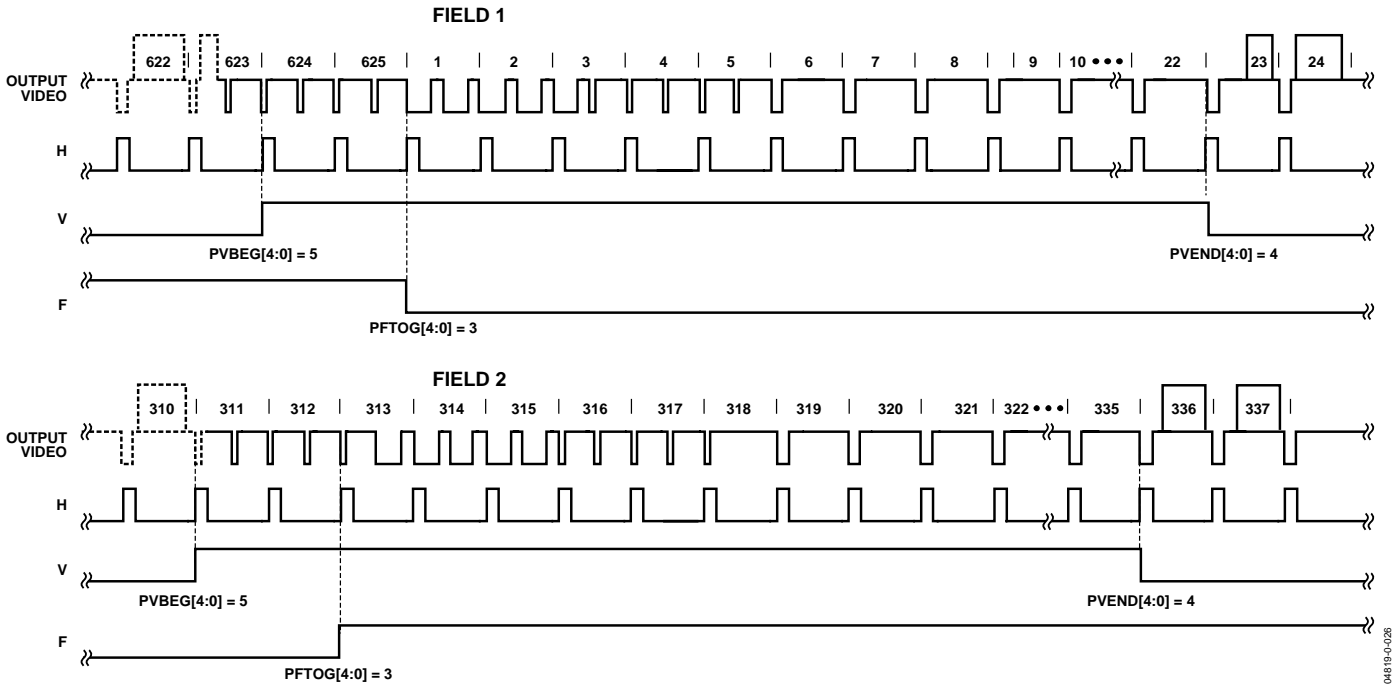 FIELD 1
622 623 624 625 1 2 3 4 5 6 7 8 9 10 ••• 22 23 24
OUTPUT
VIDEO
H
V
PVBEG[4:0] = 5
PVEND[4:0] = 4
F
PFTOG[4:0] = 3
FIELD 2
310 311 312 313 314 315 316 317 318 319 320 321 322 ••• 335 336 337
OUTPUT
VIDEO
H
V
PVBEG[4:0] = 5
PVEND[4:0] = 4
F
PFTOG[4:0] = 3
04819-0-026